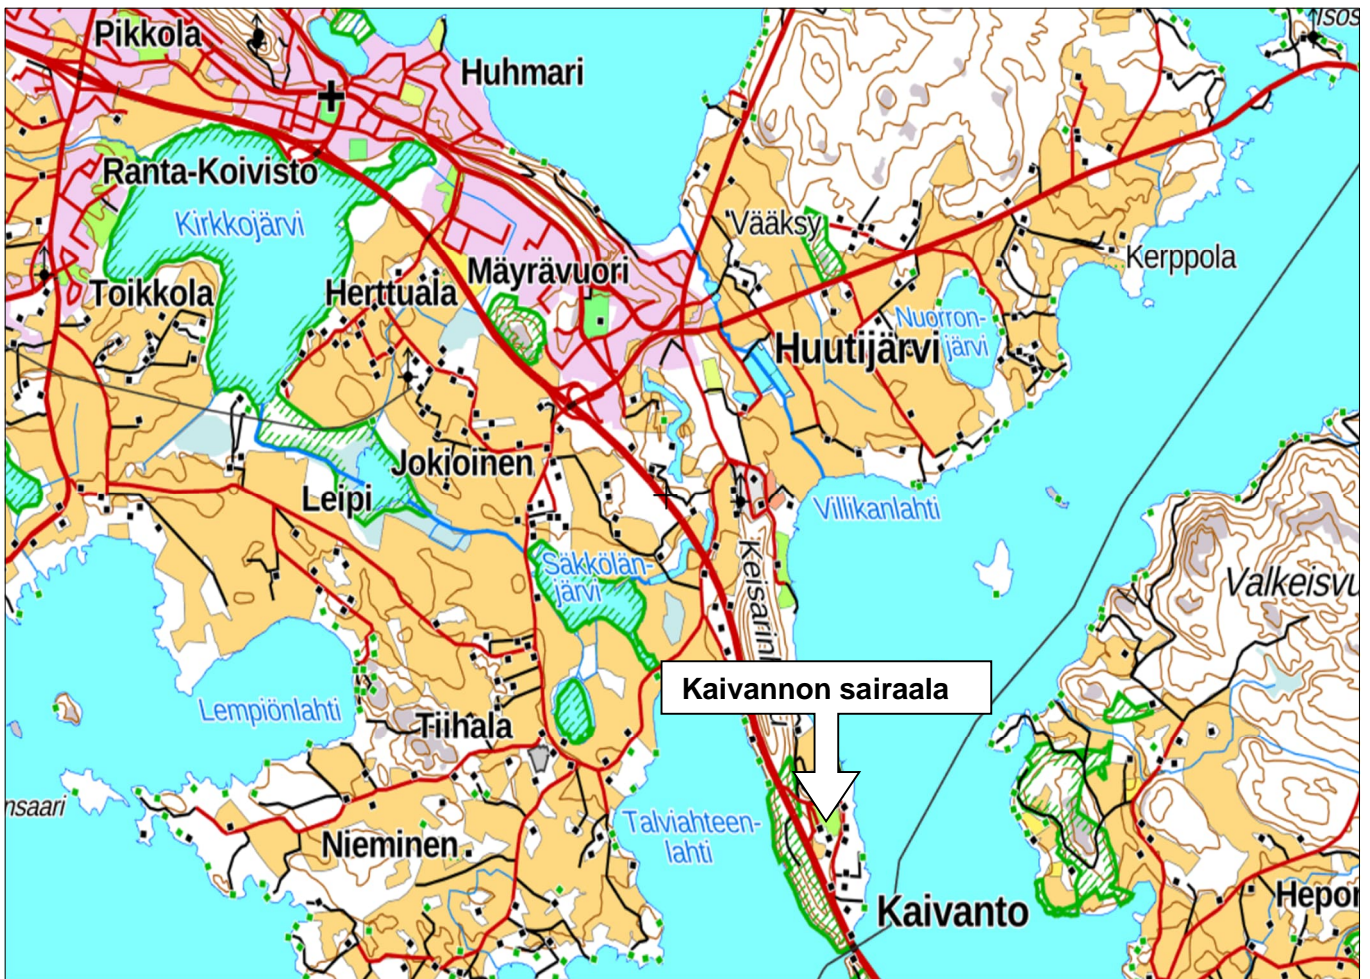 Pikkola
Huhmari
Ranta-Koivisto
Kirkkojärvi
Vääksy
Kerppola
Toikkola
Herttuala
Mäyrävuori
Nuorron-
järvi
Huutijärvi
Jokioinen
Leipi
Villikanlahti
Säkkölän-
järvi
Valkeisvu
Kaivannon sairaala
Lempiönlahti
Tiihala
nsaari
Talviahteen-
lahti
Nieminen
Kaivanto
Hepor